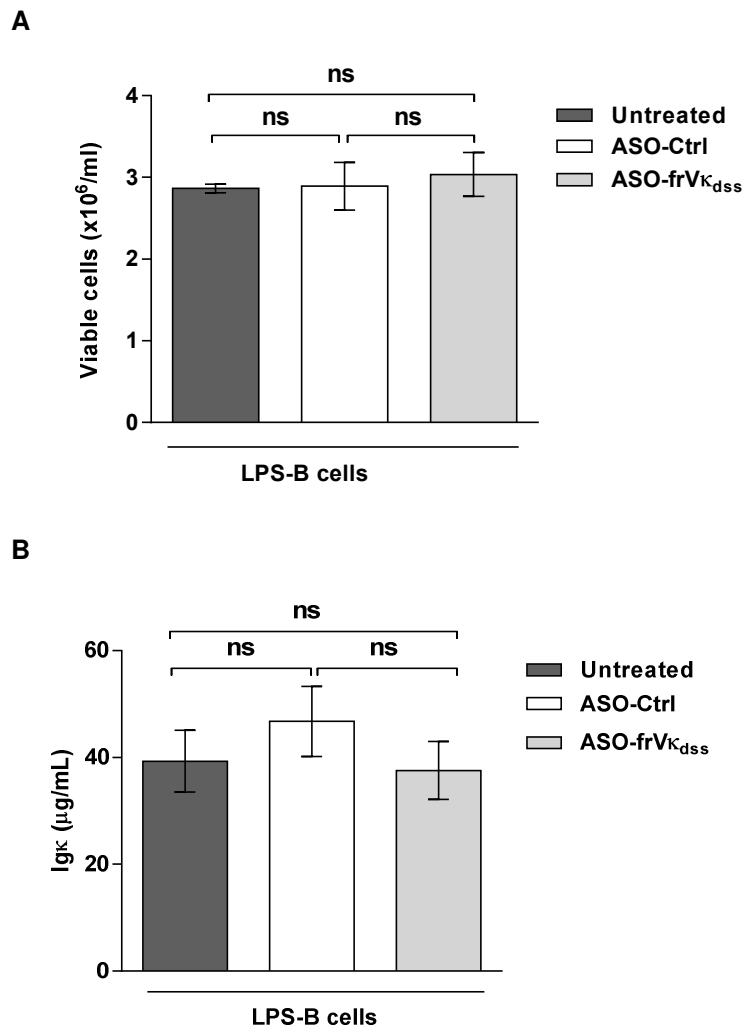 A
ns
ns ns
4
3
2
1
0
Viable cells (x10⁶/ml)
Untreated
ASO-Ctrl
ASO-frVκdss
LPS-B cells
B
ns
ns ns
60
40
20
0
Igκ (μg/mL)
Untreated
ASO-Ctrl
ASO-frVκdss
LPS-B cells